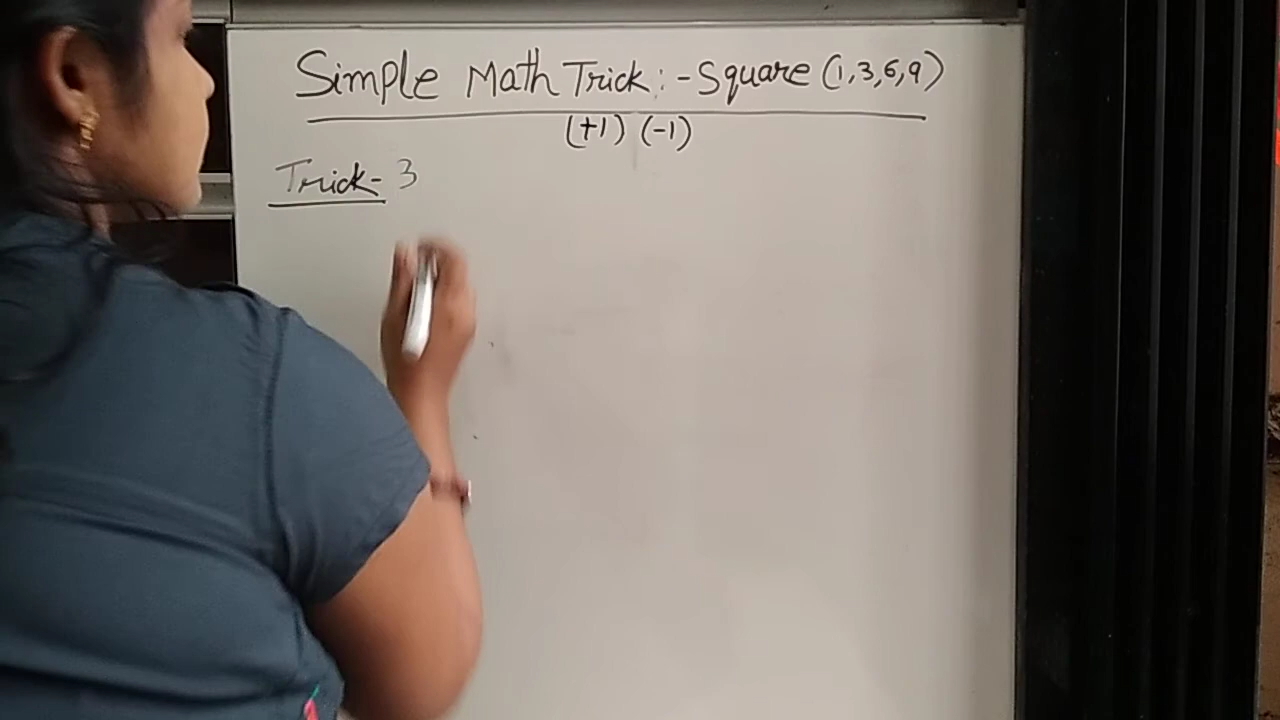 Simple Math Trick :- Square (1,3,6,9)
(+1) (-1)
Trick- 3